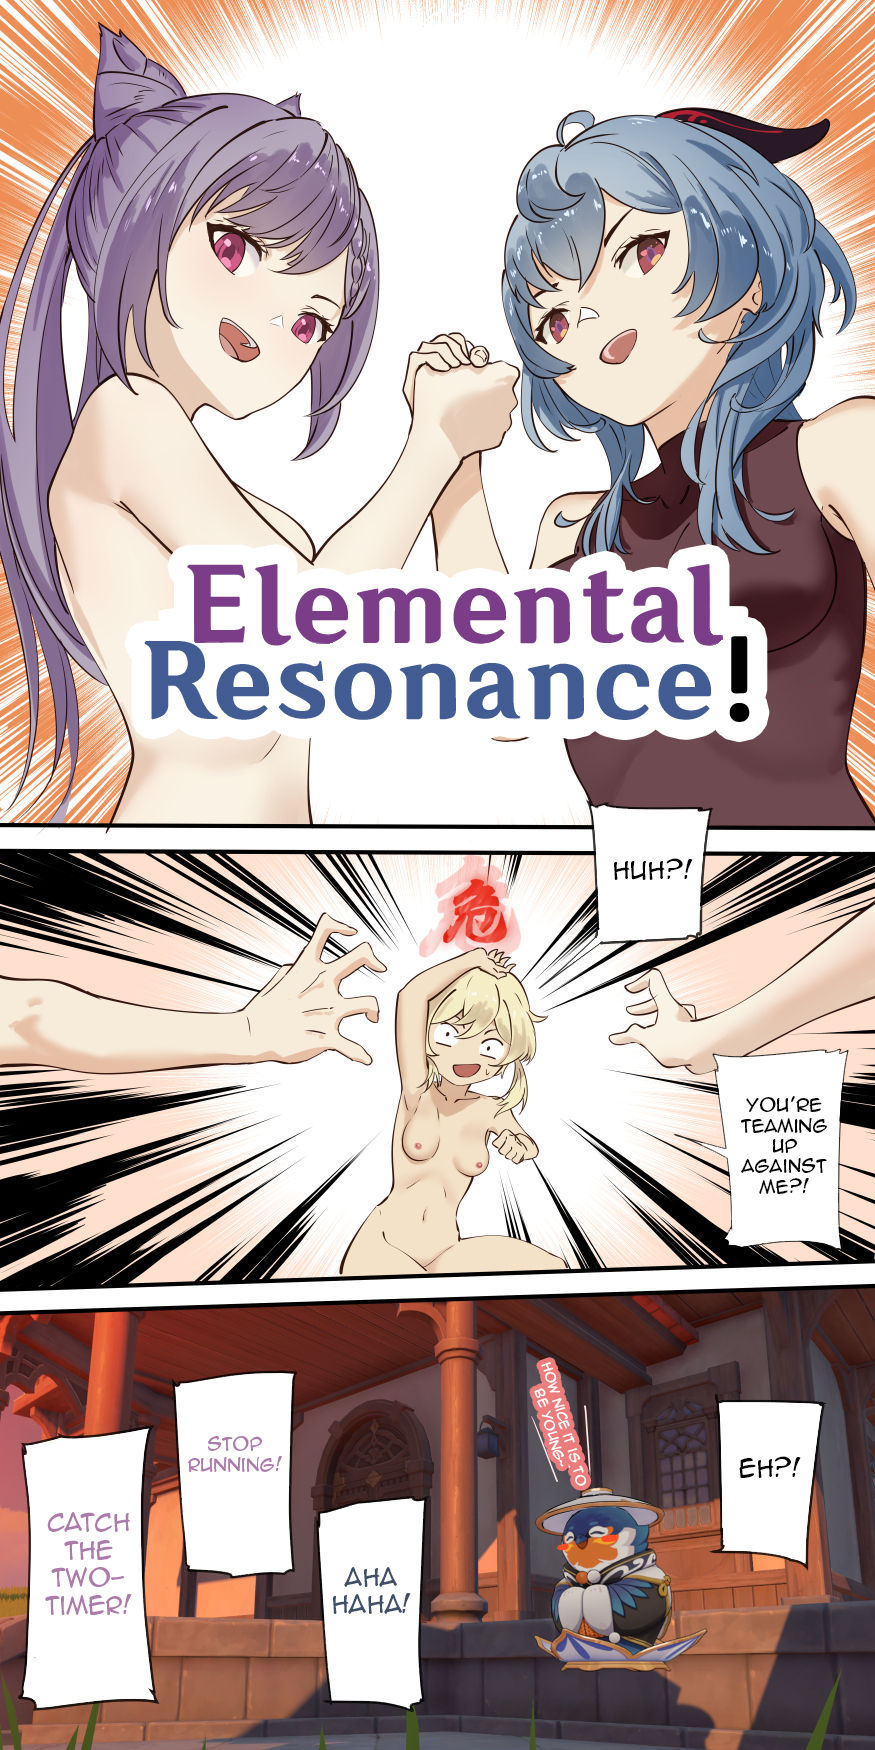 Elemental
Resonance!
HUH?!
危
YOU'RE
TEAMING
UP
AGAINST
ME?!
HOW NICE IT IS TO
BE YOUNG~
EH?!
STOP
RUNNING!
CATCH
THE
TWO-
TIMER!
AHA
HAHA!